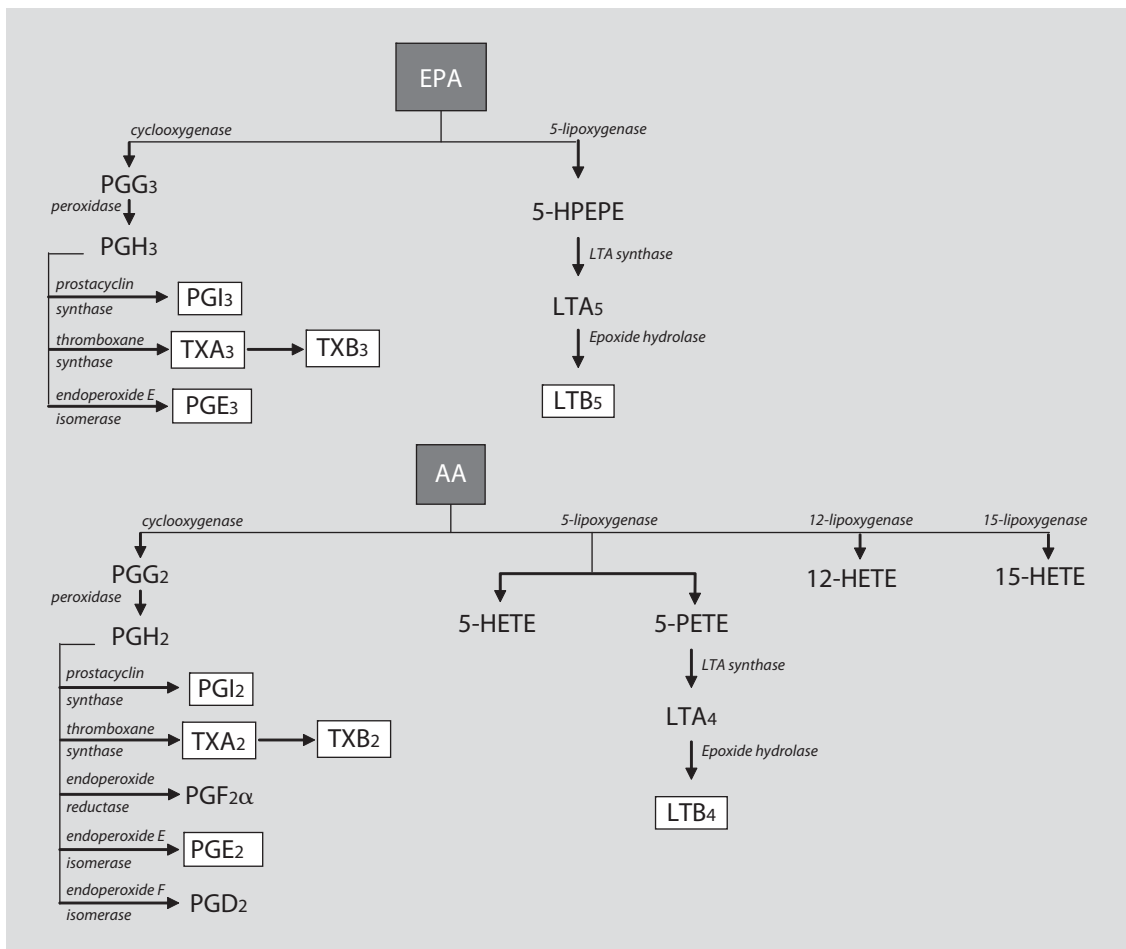 EPA
cyclooxygenase
5-lipoxygenase
PGG3
peroxidase
PGH3
prostacyclin
synthase
PGI3
thromboxane
synthase
TXA3
TXB3
endoperoxide E
isomerase
PGE3
5-HPEPE
LTA synthase
LTA5
Epoxide hydrolase
LTB5
AA
cyclooxygenase
5-lipoxygenase
12-lipoxygenase
15-lipoxygenase
PGG2
peroxidase
PGH2
prostacyclin
synthase
PGI2
thromboxane
synthase
TXA2
TXB2
endoperoxide
reductase
PGF2α
endoperoxide E
isomerase
PGE2
endoperoxide F
isomerase
PGD2
5-HETE
5-PETE
LTA synthase
LTA4
Epoxide hydrolase
LTB4
12-HETE
15-HETE